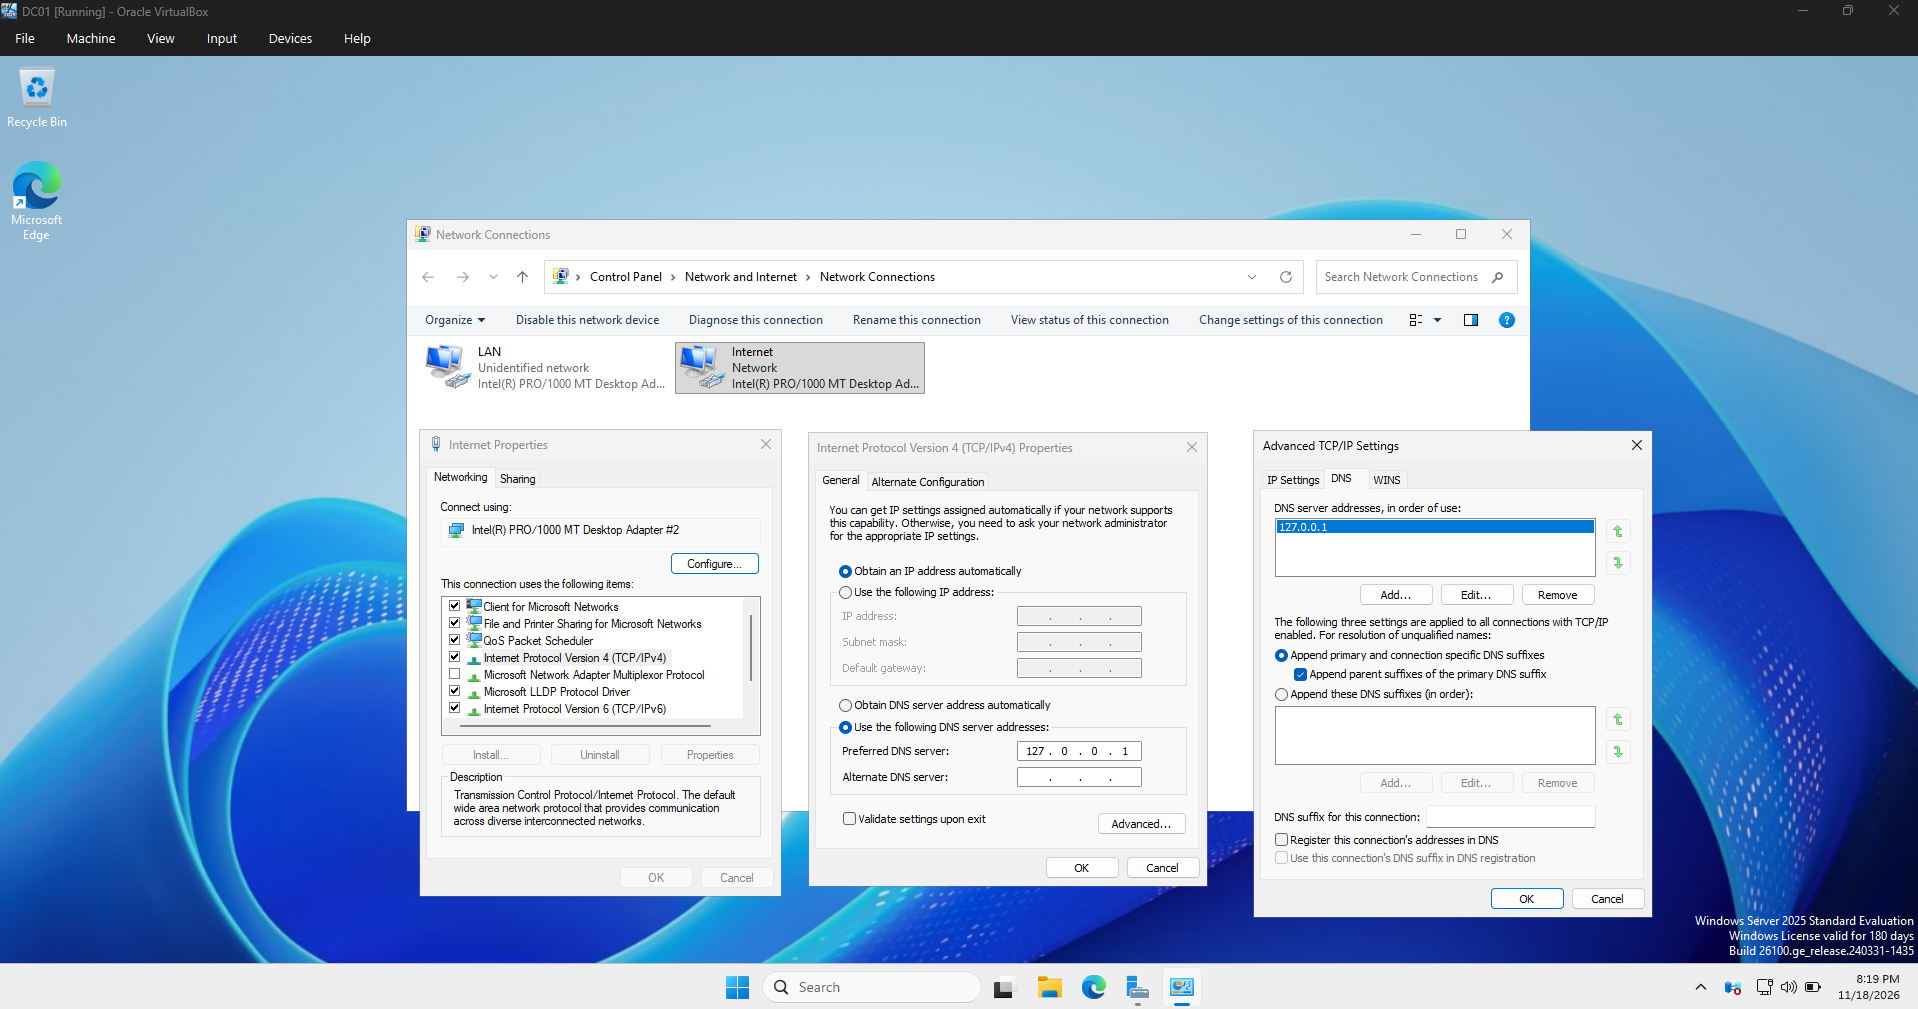 DC01 [Running] - Oracle VirtualBox
File Machine View Input Devices Help
Recycle Bin
Microsoft
Edge
Network Connections
Control Panel > Network and Internet > Network Connections
Search Network Connections
Organize Disable this network device Diagnose this connection Rename this connection View status of this connection Change settings of this connection
LAN
Unidentified network
Intel(R) PRO/1000 MT Desktop Ad...
Internet
Network
Intel(R) PRO/1000 MT Desktop Ad...
Internet Properties
Networking Sharing
Connect using:
Intel(R) PRO/1000 MT Desktop Adapter #2
Configure...
This connection uses the following items:
Client for Microsoft Networks
File and Printer Sharing for Microsoft Networks
QoS Packet Scheduler
Internet Protocol Version 4 (TCP/IPv4)
Microsoft Network Adapter Multiplexor Protocol
Microsoft LLDP Protocol Driver
Internet Protocol Version 6 (TCP/IPv6)
Install... Uninstall Properties
Description
Transmission Control Protocol/Internet Protocol. The default
wide area network protocol that provides communication
across diverse interconnected networks.
OK Cancel
Internet Protocol Version 4 (TCP/IPv4) Properties
General Alternate Configuration
You can get IP settings assigned automatically if your network supports
this capability. Otherwise, you need to ask your network administrator
for the appropriate IP settings.
Obtain an IP address automatically
Use the following IP address:
IP address: . . .
Subnet mask: . . .
Default gateway: . . .
Obtain DNS server address automatically
Use the following DNS server addresses:
Preferred DNS server: 127 . 0 . 0 . 1
Alternate DNS server: . . .
Validate settings upon exit
Advanced...
OK Cancel
Advanced TCP/IP Settings
IP Settings DNS WINS
DNS server addresses, in order of use:
127.0.0.1
Add... Edit... Remove
The following three settings are applied to all connections with TCP/IP
enabled. For resolution of unqualified names:
Append primary and connection specific DNS suffixes
Append parent suffixes of the primary DNS suffix
Append these DNS suffixes (in order):
Add... Edit... Remove
DNS suffix for this connection:
Register this connection's addresses in DNS
Use this connection's DNS suffix in DNS registration
OK Cancel
Windows Server 2025 Standard Evaluation
Windows License valid for 180 days
Build 26100.ge_release.240331-1435
Search
8:19 PM
11/18/2026